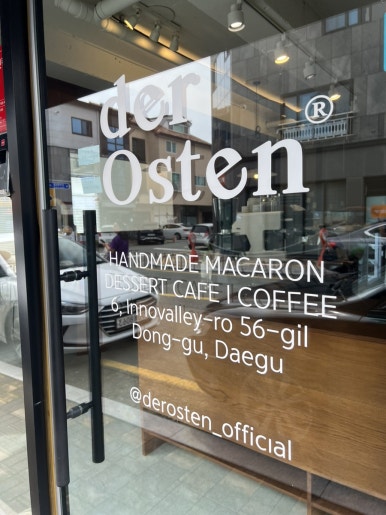 der
Osten®
HANDMADE MACARON
DESSERT CAFE | COFFEE
6, Innovalley-ro 56-gil
Dong-gu, Daegu
@derosten_official